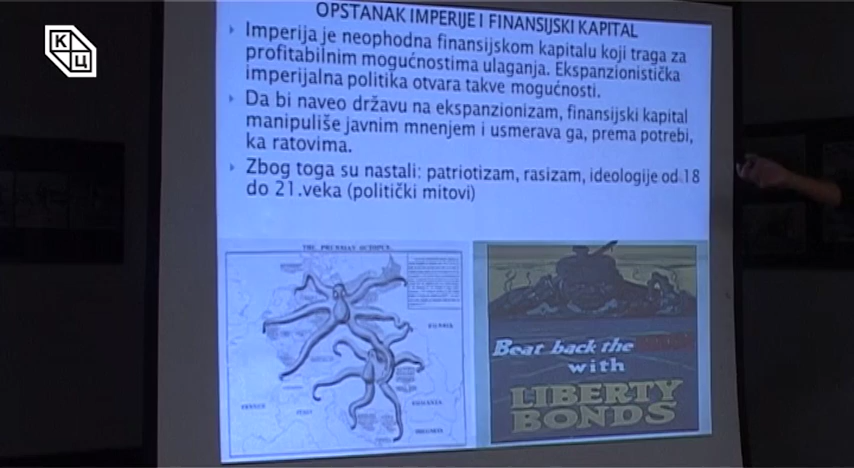 К
Ц
OPSTANAK IMPERIJE I FINANSIJSKI KAPITAL
Imperija je neophodna finansijskom kapitalu koji traga za
profitabilnim mogućnostima ulaganja. Ekspanzionistička
imperijalna politika otvara takve mogućnosti.
Da bi naveo državu na ekspanzionizam, finansijski kapital
manipuliše javnim mnenjem i usmerava ga, prema potrebi,
ka ratovima.
Zbog toga su nastali: patriotizam, rasizam, ideologije od 18
do 21.veka (politički mitovi)
THE PRUSSIAN OCTOPUS.
Beat back the
with
LIBERTY
BONDS